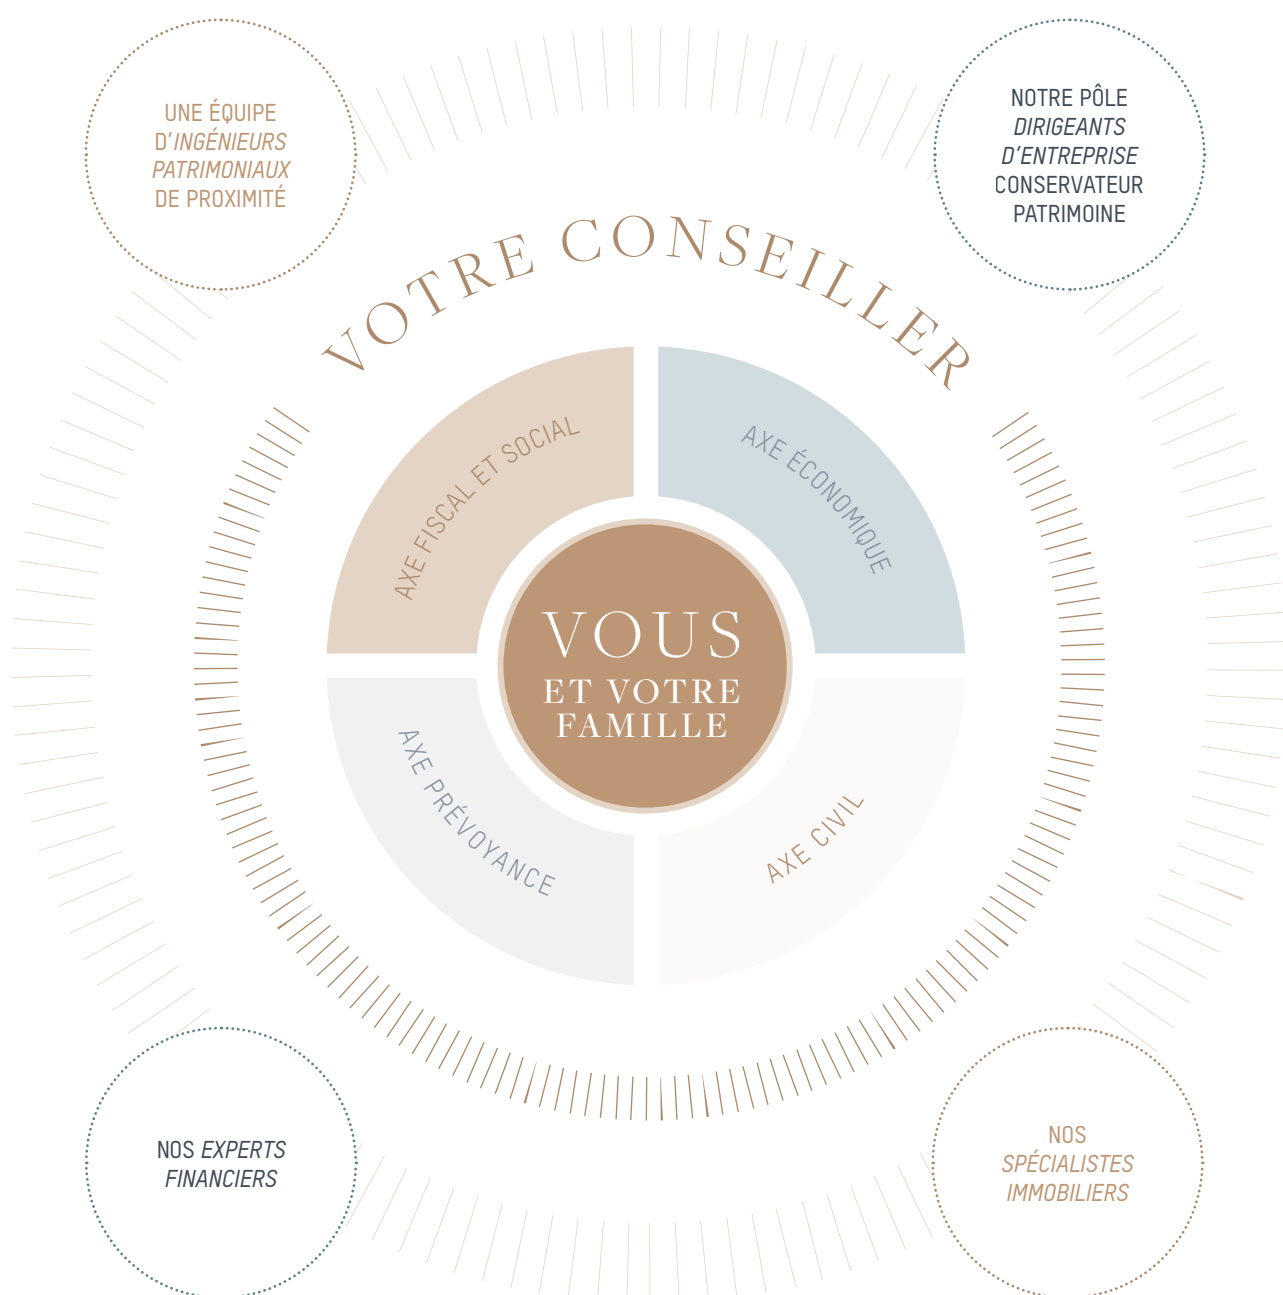 UNE ÉQUIPE
D'INGÉNIEURS
PATRIMONIAUX
DE PROXIMITÉ
NOTRE PÔLE
DIRIGEANTS
D'ENTREPRISE
CONSERVATEUR
PATRIMOINE
VOTRE CONSEILLER
AXE FISCAL ET SOCIAL
AXE ÉCONOMIQUE
VOUS
ET VOTRE
FAMILLE
AXE PRÉVOYANCE
AXE CIVIL
NOS EXPERTS
FINANCIERS
NOS
SPÉCIALISTES
IMMOBILIERS